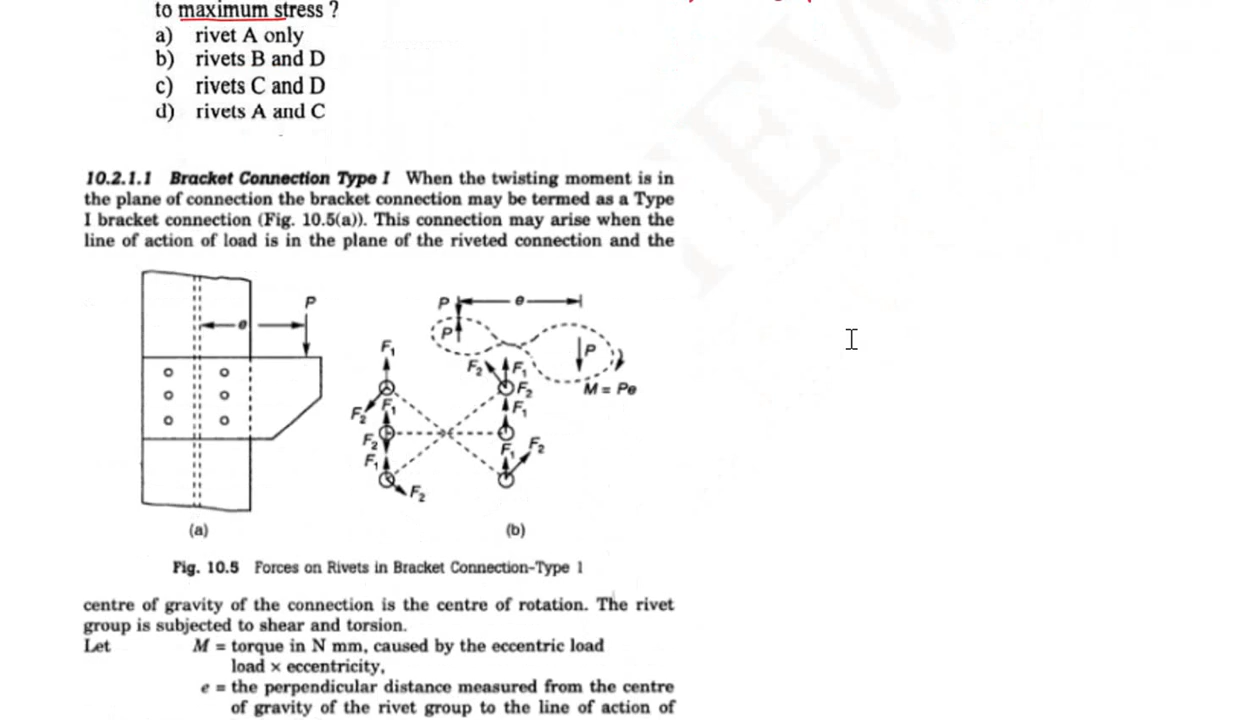 to maximum stress ?
a) rivet A only
b) rivets B and D
c) rivets C and D
d) rivets A and C
10.2.1.1 Bracket Connection Type I When the twisting moment is in
the plane of connection the bracket connection may be termed as a Type
I bracket connection (Fig. 10.5(a)). This connection may arise when the
line of action of load is in the plane of the riveted connection and the
P
e
P
e
P
P
M = Pe
F₁
F₂
F₁
F₂
F₁
F₂
F₂
F₁
F₂
F₁
F₁
F₂
(a)
(b)
Fig. 10.5 Forces on Rivets in Bracket Connection-Type 1
centre of gravity of the connection is the centre of rotation. The rivet
group is subjected to shear and torsion.
Let M = torque in N mm, caused by the eccentric load
load × eccentricity,
e = the perpendicular distance measured from the centre
of gravity of the rivet group to the line of action of